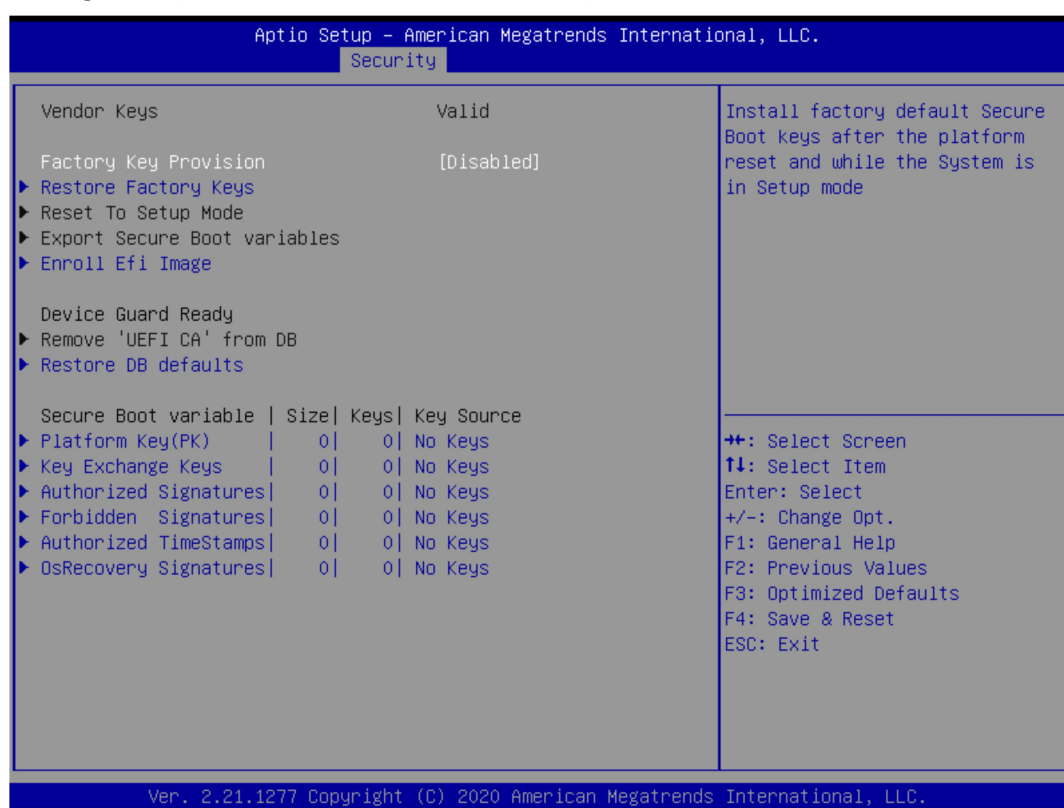 Aptio Setup – American Megatrends International, LLC.
Security
Vendor Keys Valid
Factory Key Provision [Disabled]
▶ Restore Factory Keys
▶ Reset To Setup Mode
▶ Export Secure Boot variables
▶ Enroll Efi Image
Device Guard Ready
▶ Remove 'UEFI CA' from DB
▶ Restore DB defaults
Secure Boot variable | Size| Keys| Key Source
▶ Platform Key(PK) | 0| 0| No Keys
▶ Key Exchange Keys | 0| 0| No Keys
▶ Authorized Signatures| 0| 0| No Keys
▶ Forbidden Signatures| 0| 0| No Keys
▶ Authorized TimeStamps| 0| 0| No Keys
▶ OsRecovery Signatures| 0| 0| No Keys
Install factory default Secure
Boot keys after the platform
reset and while the System is
in Setup mode
→←: Select Screen
↑↓: Select Item
Enter: Select
+/-: Change Opt.
F1: General Help
F2: Previous Values
F3: Optimized Defaults
F4: Save & Reset
ESC: Exit
Ver. 2.21.1277 Copyright (C) 2020 American Megatrends International, LLC.